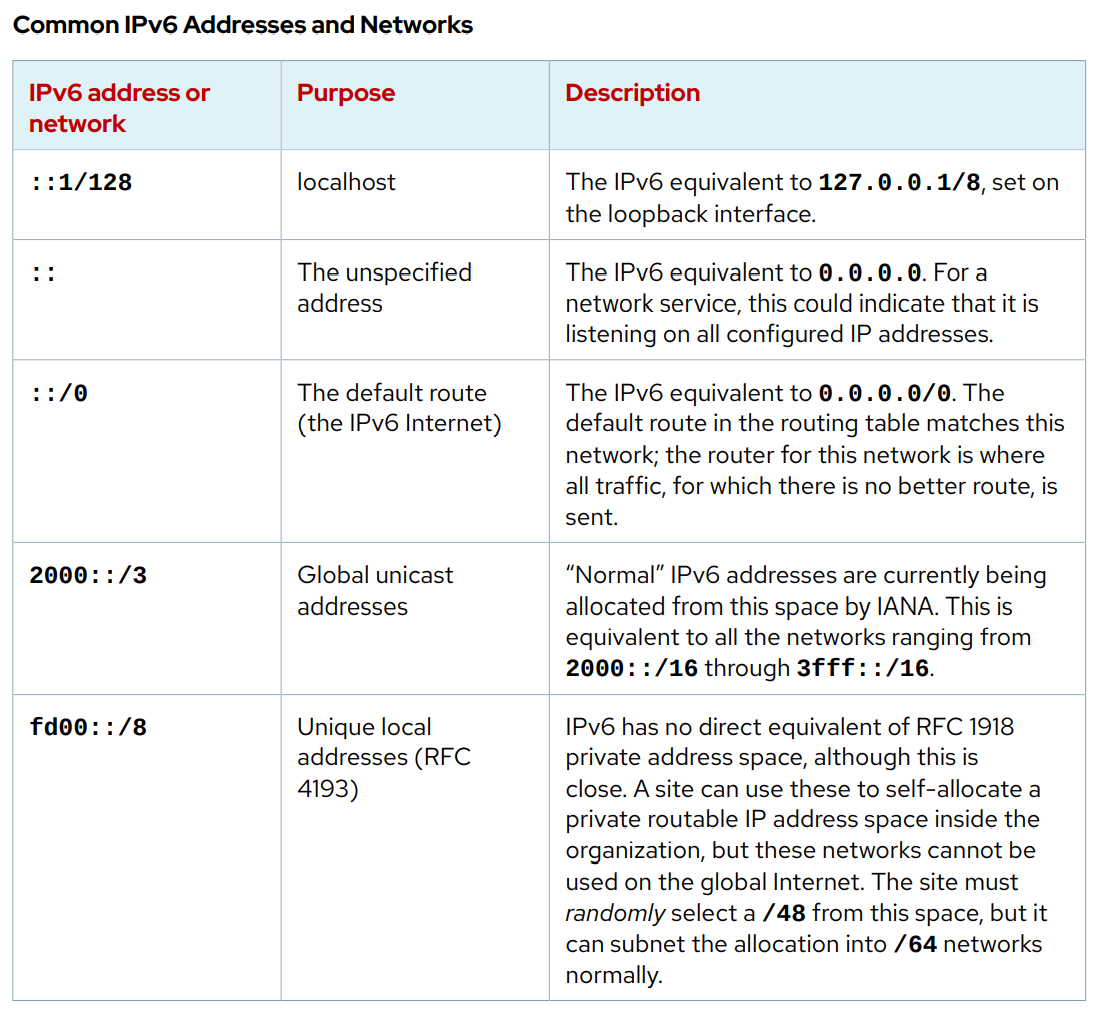 Common IPv6 Addresses and Networks
IPv6 address or
network
Purpose
Description
::1/128
localhost
The IPv6 equivalent to 127.0.0.1/8, set on
the loopback interface.
::
The unspecified
address
The IPv6 equivalent to 0.0.0.0. For a
network service, this could indicate that it is
listening on all configured IP addresses.
::/0
The default route
(the IPv6 Internet)
The IPv6 equivalent to 0.0.0.0/0. The
default route in the routing table matches this
network; the router for this network is where
all traffic, for which there is no better route, is
sent.
2000::/3
Global unicast
addresses
“Normal” IPv6 addresses are currently being
allocated from this space by IANA. This is
equivalent to all the networks ranging from
2000::/16 through 3fff::/16.
fd00::/8
Unique local
addresses (RFC
4193)
IPv6 has no direct equivalent of RFC 1918
private address space, although this is
close. A site can use these to self-allocate a
private routable IP address space inside the
organization, but these networks cannot be
used on the global Internet. The site must
randomly select a /48 from this space, but it
can subnet the allocation into /64 networks
normally.